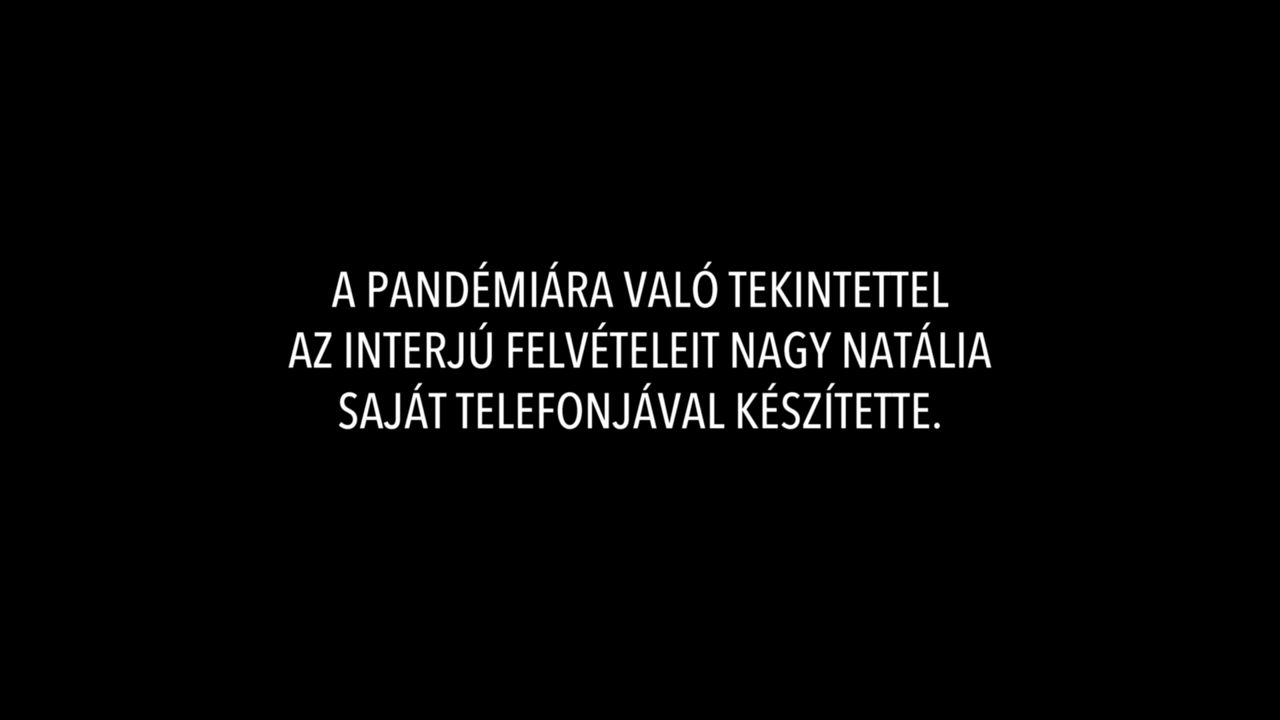 A PANDÉMIÁRA VALÓ TEKINTETTEL
AZ INTERJÚ FELVÉTELEIT NAGY NATÁLIA
SAJÁT TELEFONJÁVAL KÉSZÍTETTE.